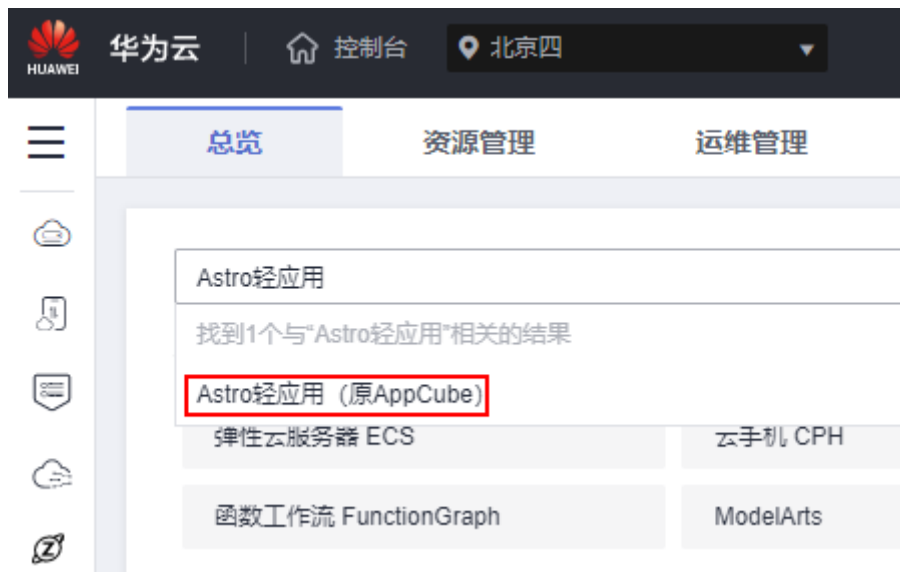 HUAWEI
华为云
控制台
北京四
总览
资源管理
运维管理
Astro轻应用
找到1个与“Astro轻应用”相关的结果
Astro轻应用（原AppCube)
弹性云服务器 ECS
云手机 CPH
函数工作流 FunctionGraph
ModelArts